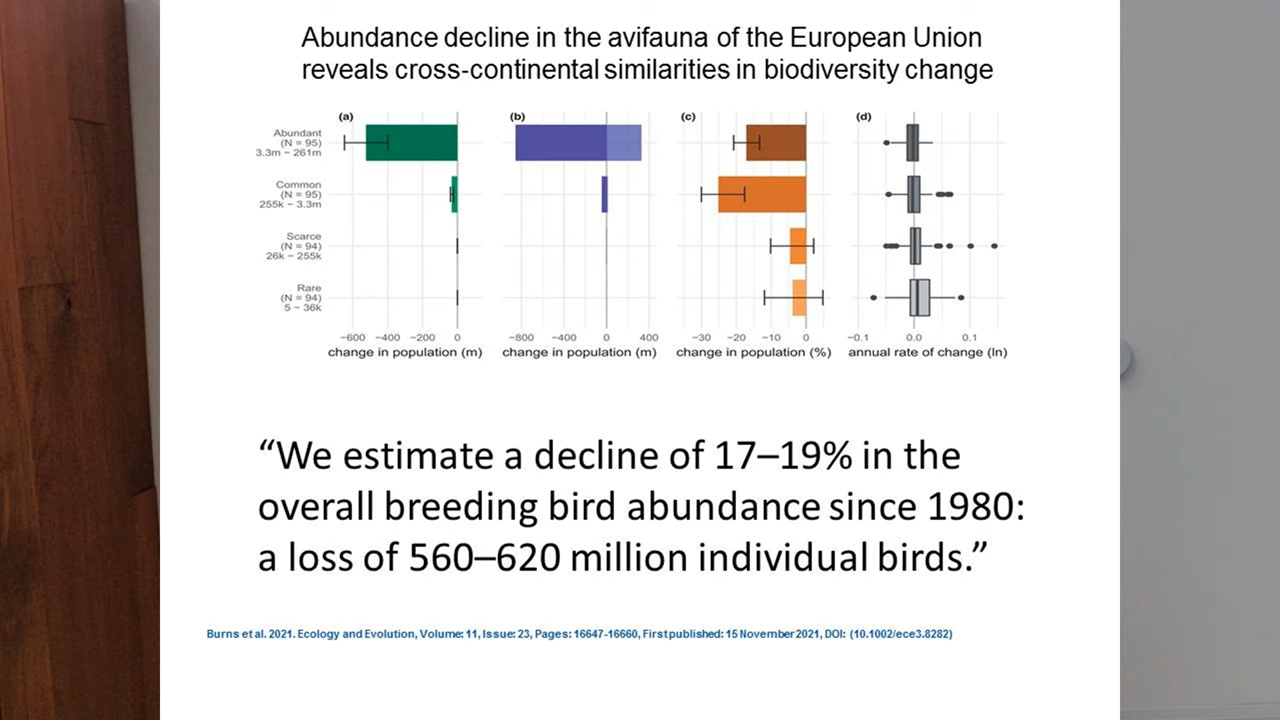 Abundance decline in the avifauna of the European Union
reveals cross-continental similarities in biodiversity change
(a) (b) (c) (d)
Abundant
(N = 95)
3.3m − 261m
Common
(N = 95)
255k − 3.3m
Scarce
(N = 94)
26k − 255k
Rare
(N = 94)
5 − 36k
−600 −400 −200 0 −800 −400 0 400 −30 −20 −10 0 −0.1 0.0 0.1
change in population (m) change in population (m) change in population (%) annual rate of change (ln)
“We estimate a decline of 17–19% in the
overall breeding bird abundance since 1980:
a loss of 560–620 million individual birds.”
Burns et al. 2021. Ecology and Evolution, Volume: 11, Issue: 23, Pages: 16647-16660, First published: 15 November 2021, DOI: (10.1002/ece3.8282)